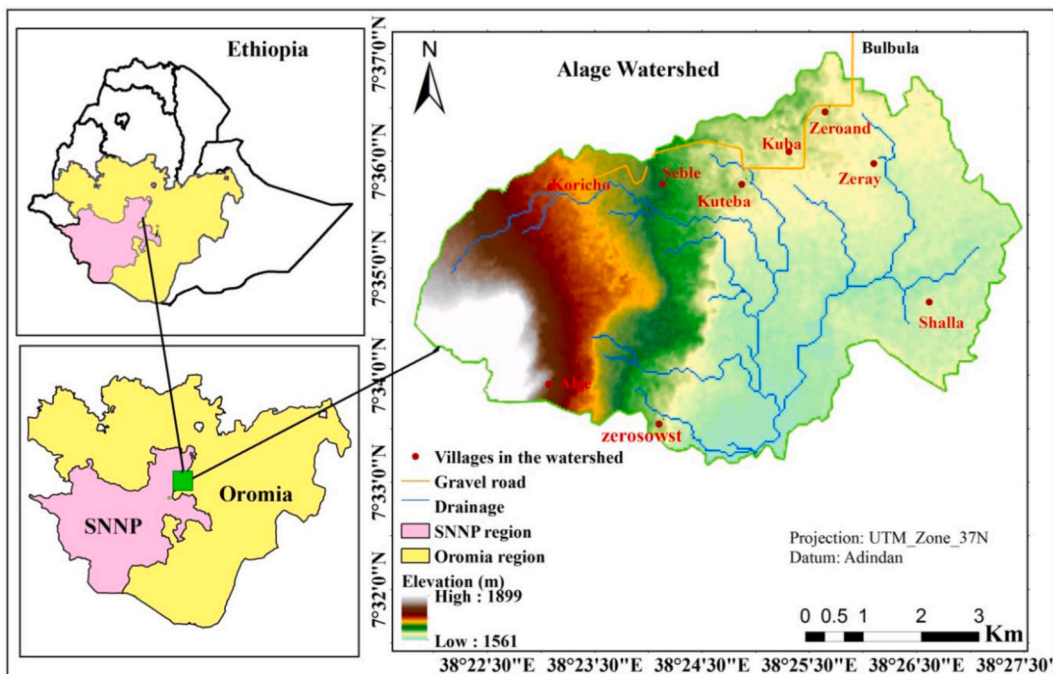 Ethiopia
Oromia
SNNP
N
Alage Watershed
Bulbula
Zeroand
Kuba
Zeray
Koricho
Seble
Kuteba
Shalla
zerosowst
Villages in the watershed
Gravel road
Drainage
SNNP region
Oromia region
Elevation (m)
High : 1899
Low : 1561
Projection: UTM_Zone_37N
Datum: Adindan
0 0.5 1 2 3
Km
7°37'0"N
7°36'0"N
7°35'0"N
7°34'0"N
7°33'0"N
7°32'0"N
38°22'30"E 38°23'30"E 38°24'30"E 38°25'30"E 38°26'30"E 38°27'30"E